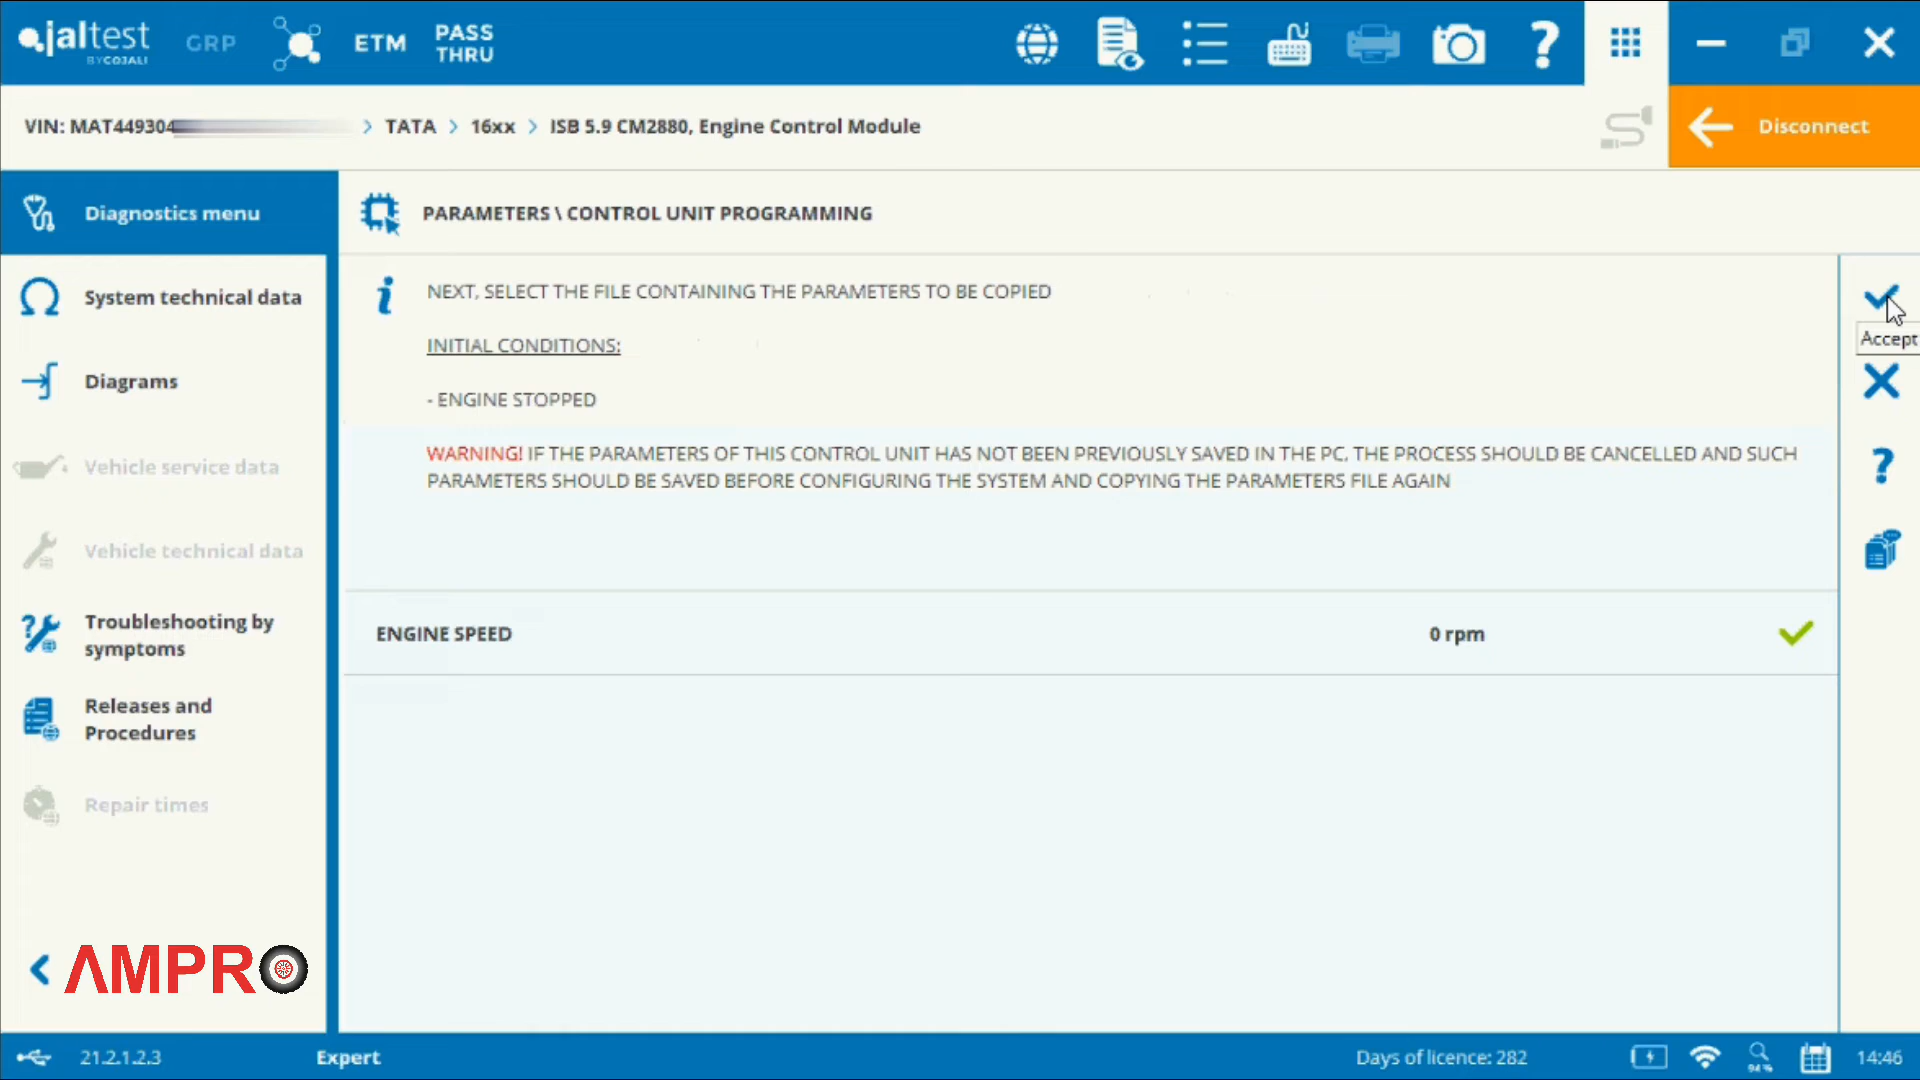 jaltest
BY COJALI
GRP
ETM
PASS
THRU
VIN: MAT449304
TATA
16xx
ISB 5.9 CM2880, Engine Control Module
Disconnect
Diagnostics menu
PARAMETERS \ CONTROL UNIT PROGRAMMING
System technical data
Diagrams
Vehicle service data
Vehicle technical data
Troubleshooting by
symptoms
Releases and
Procedures
Repair times
NEXT, SELECT THE FILE CONTAINING THE PARAMETERS TO BE COPIED
INITIAL CONDITIONS:
- ENGINE STOPPED
WARNING! IF THE PARAMETERS OF THIS CONTROL UNIT HAS NOT BEEN PREVIOUSLY SAVED IN THE PC, THE PROCESS SHOULD BE CANCELLED AND SUCH
PARAMETERS SHOULD BE SAVED BEFORE CONFIGURING THE SYSTEM AND COPYING THE PARAMETERS FILE AGAIN
ENGINE SPEED
0 rpm
Accept
AMPRO
21.2.1.2.3
Expert
Days of licence: 282
94 %
14:46